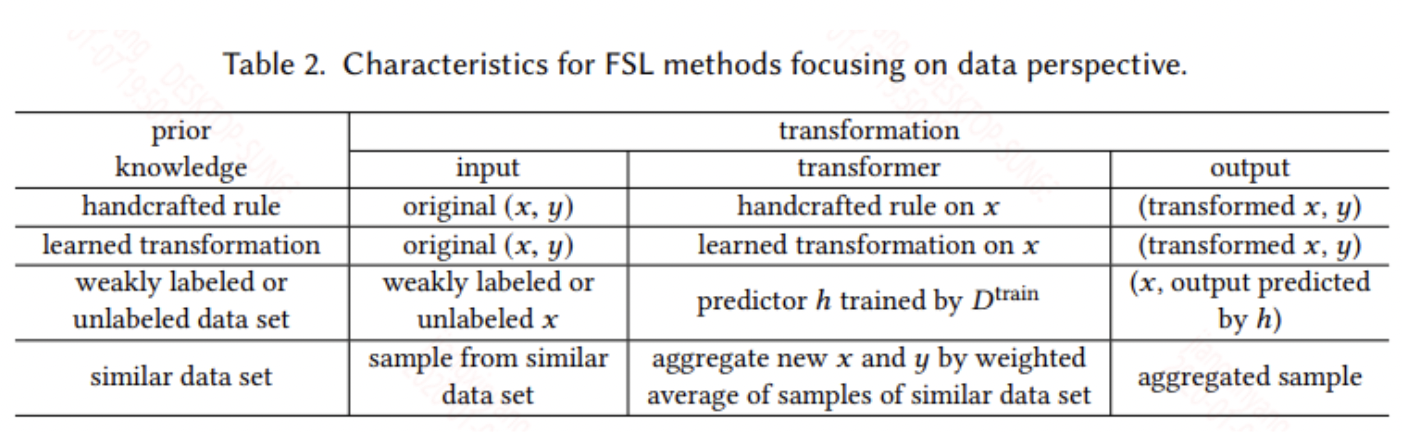 Table 2. Characteristics for FSL methods focusing on data perspective.
prior knowledge transformation
input transformer output
handcrafted rule original (x, y) handcrafted rule on x (transformed x, y)
learned transformation original (x, y) learned transformation on x (transformed x, y)
weakly labeled or unlabeled data set weakly labeled or unlabeled x predictor h trained by D^train (x, output predicted by h)
similar data set sample from similar data set aggregate new x and y by weighted average of samples of similar data set aggregated sample